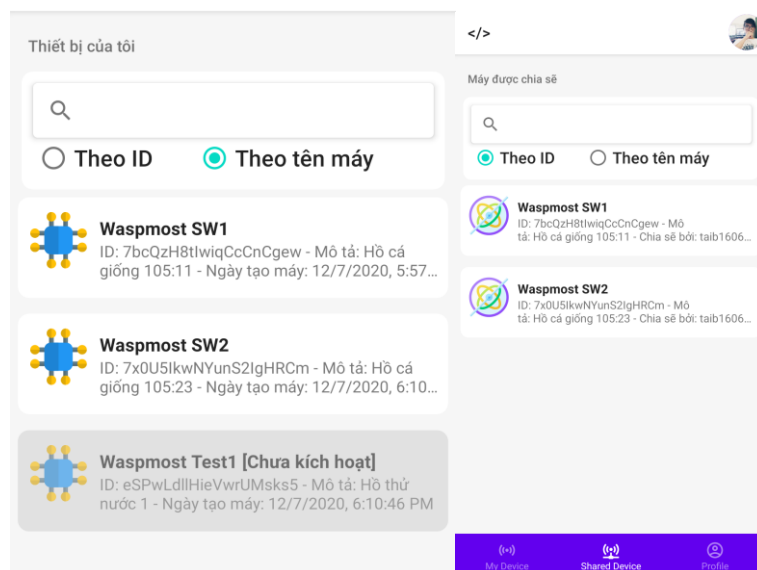 Thiết bị của tôi
Theo ID
Theo tên máy
Waspmost SW1
ID: 7bcQzH8tIwiqCcCnCgew - Mô tả: Hồ cá
giống 105:11 - Ngày tạo máy: 12/7/2020, 5:57...
Waspmost SW2
ID: 7x0U5IkwNYunS2IgHRCm - Mô tả: Hồ cá
giống 105:23 - Ngày tạo máy: 12/7/2020, 6:10...
Waspmost Test1 [Chưa kích hoạt]
ID: eSPwLdllHieVwrUMsks5 - Mô tả: Hồ thử
nước 1 - Ngày tạo máy: 12/7/2020, 6:10:46 PM
</>
Máy được chia sẽ
Theo ID
Theo tên máy
Waspmost SW1
ID: 7bcQzH8tIwiqCcCnCgew - Mô
tả: Hồ cá giống 105:11 - Chia sẽ bởi: taib1606...
Waspmost SW2
ID: 7x0U5IkwNYunS2IgHRCm - Mô
tả: Hồ cá giống 105:23 - Chia sẽ bởi: taib1606...
My Device
Shared Device
Profile